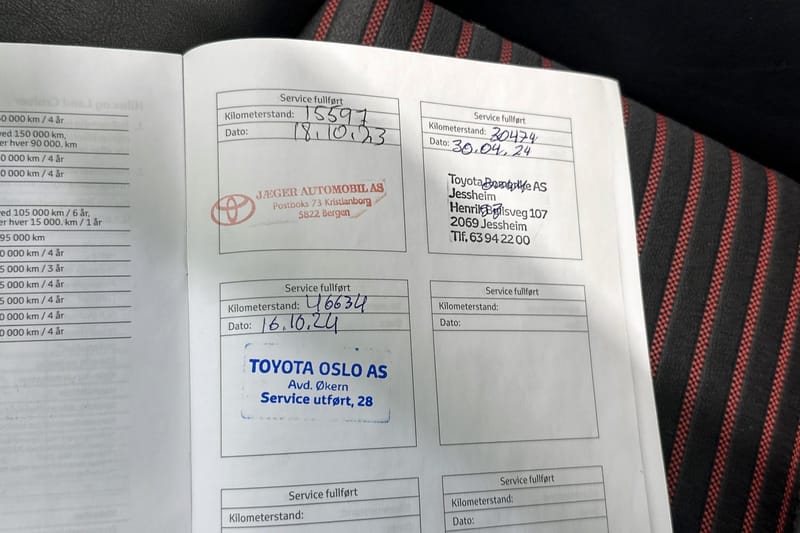 0 000 km / 4 år
ved 150 000 km,
er hver 90 000. km
0 000 km / 4 år
0 000 km / 4 år
ved 105 000 km / 6 år,
er hver 15 000. km / 1 år
95 000 km
0 000 km / 4 år
5 000 km / 3 år
5 000 km / 4 år
5 000 km / 4 år
0 000 km / 4 år
0 000 km / 4 år
Service fullført
Kilometerstand: 15597
Dato: 18.10.23
JÆGER AUTOMOBIL AS
Postboks 73 Kristianborg
5822 Bergen
Service fullført
Kilometerstand: 30474
Dato: 30.04.24
Toyota AS
Jessheim
Henrik 107
2069 Jessheim
Tlf. 63 94 22 00
Service fullført
Kilometerstand: 46634
Dato: 16.10.24
TOYOTA OSLO AS
Avd. Økern
Service utført, 28
Service fullført
Kilometerstand:
Dato:
Service fullført
Kilometerstand:
Service fullført
Kilometerstand:
Dato: